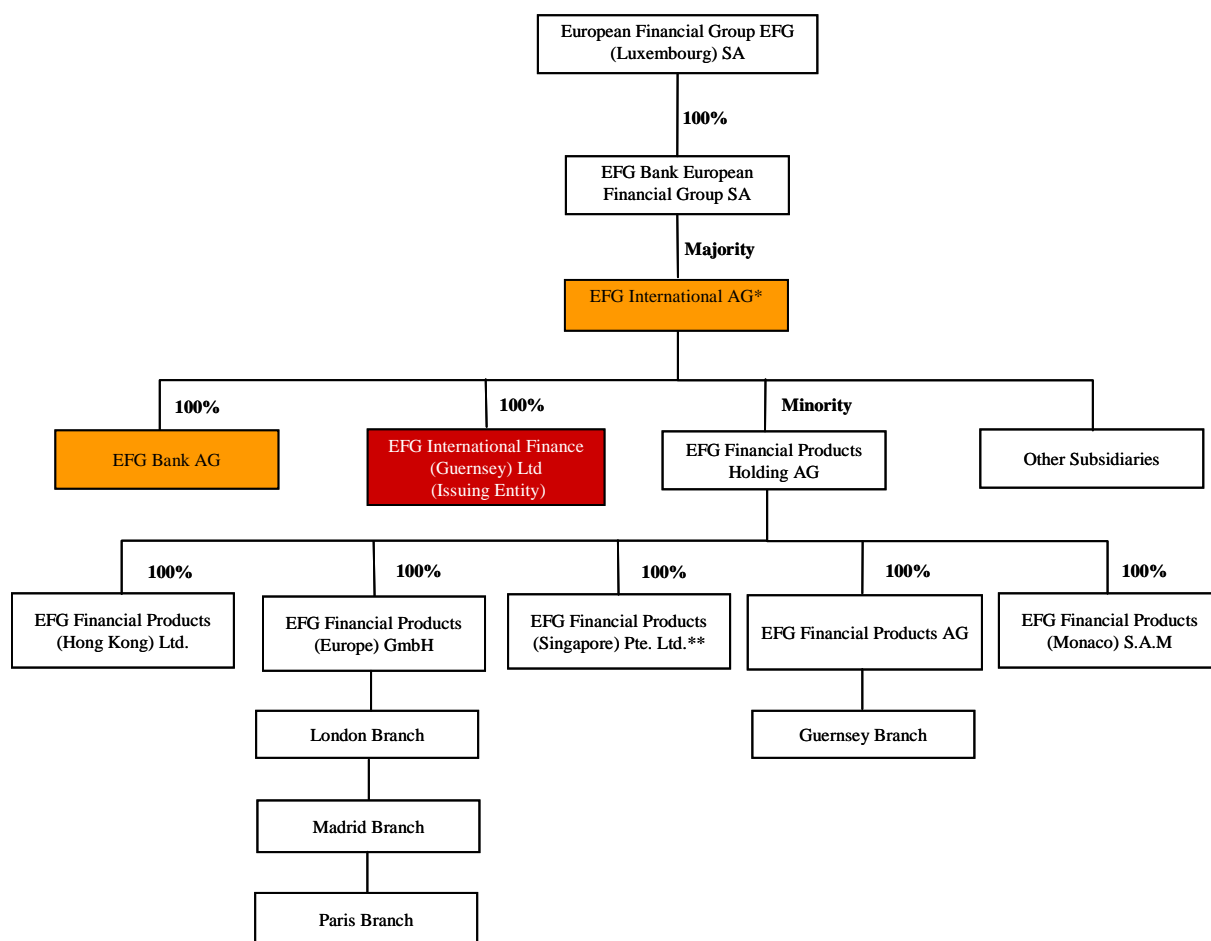 European Financial Group EFG
(Luxembourg) SA
100%
EFG Bank European
Financial Group SA
Majority
EFG International AG*
100%
100%
Minority
EFG Bank AG
EFG International Finance
(Guernsey) Ltd
(Issuing Entity)
EFG Financial Products
Holding AG
Other Subsidiaries
100%
100%
100%
100%
100%
EFG Financial Products
(Hong Kong) Ltd.
EFG Financial Products
(Europe) GmbH
EFG Financial Products
(Singapore) Pte. Ltd.**
EFG Financial Products AG
EFG Financial Products
(Monaco) S.A.M
London Branch
Guernsey Branch
Madrid Branch
Paris Branch